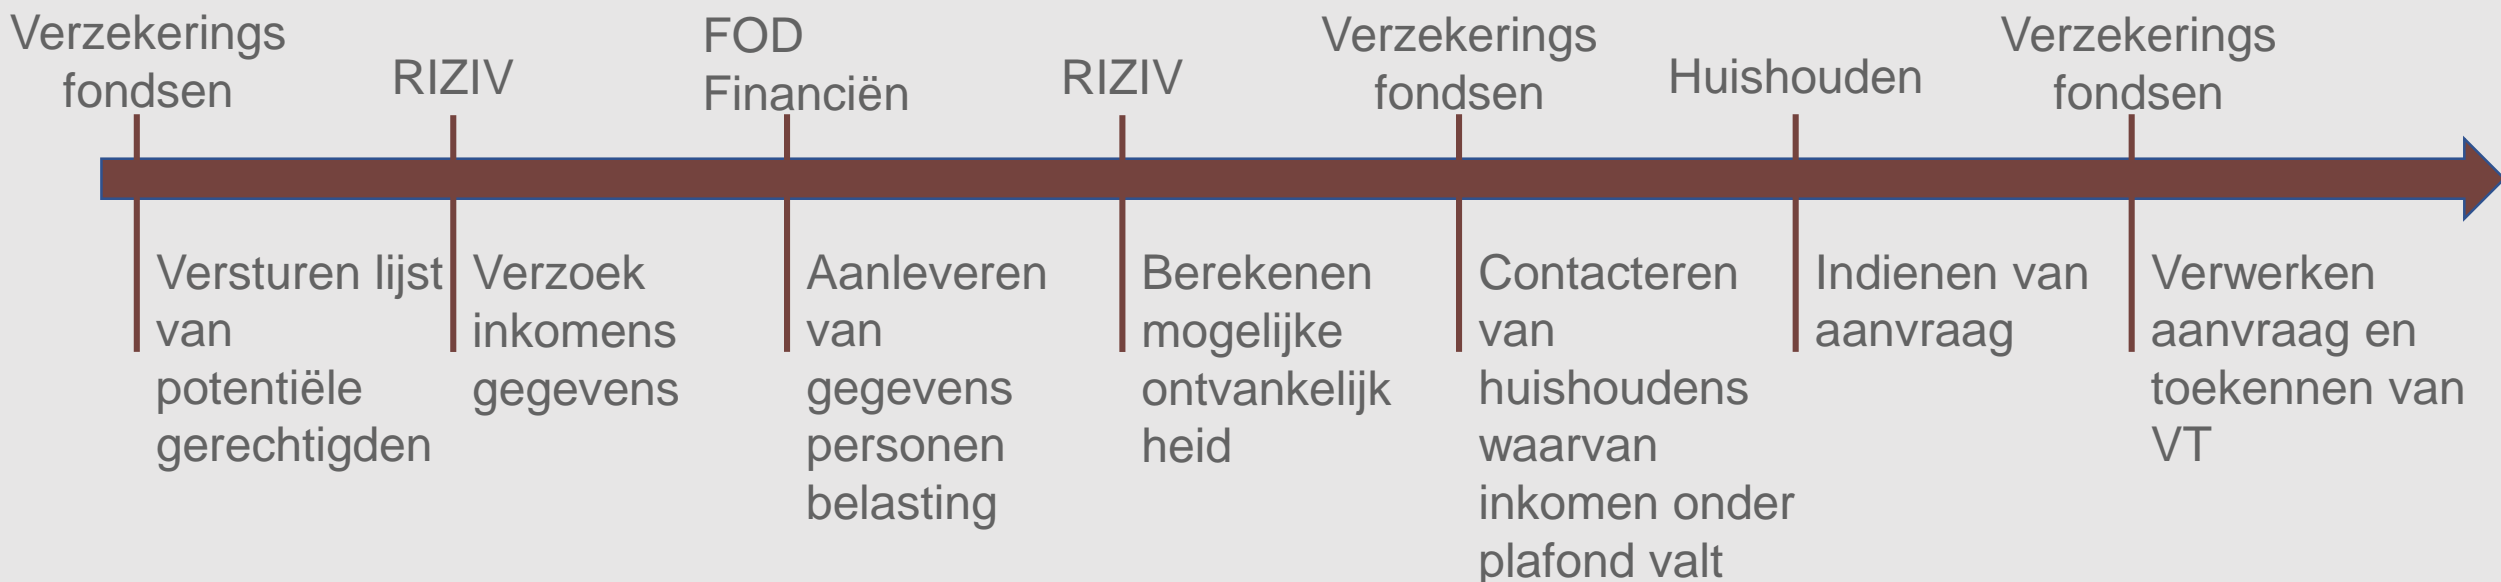 Verzekerings
fondsen
RIZIV
FOD
Financiën
RIZIV
Verzekerings
fondsen
Huishouden
Verzekerings
fondsen
Versturen lijst
van
potentiële
gerechtigden
Verzoek
inkomens
gegevens
Aanleveren
van
gegevens
personen
belasting
Berekenen
mogelijke
ontvankelijk
heid
Contacteren
van
huishoudens
waarvan
inkomen onder
plafond valt
Indienen van
aanvraag
Verwerken
aanvraag en
toekennen van
VT